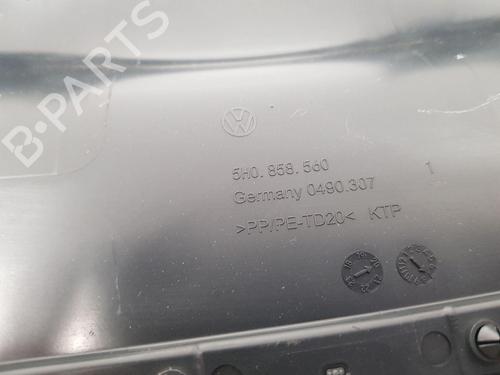 B-PARTS
5H0. 858. 560
Germany 0490.307 1
>PP/PE-TD20< KTP